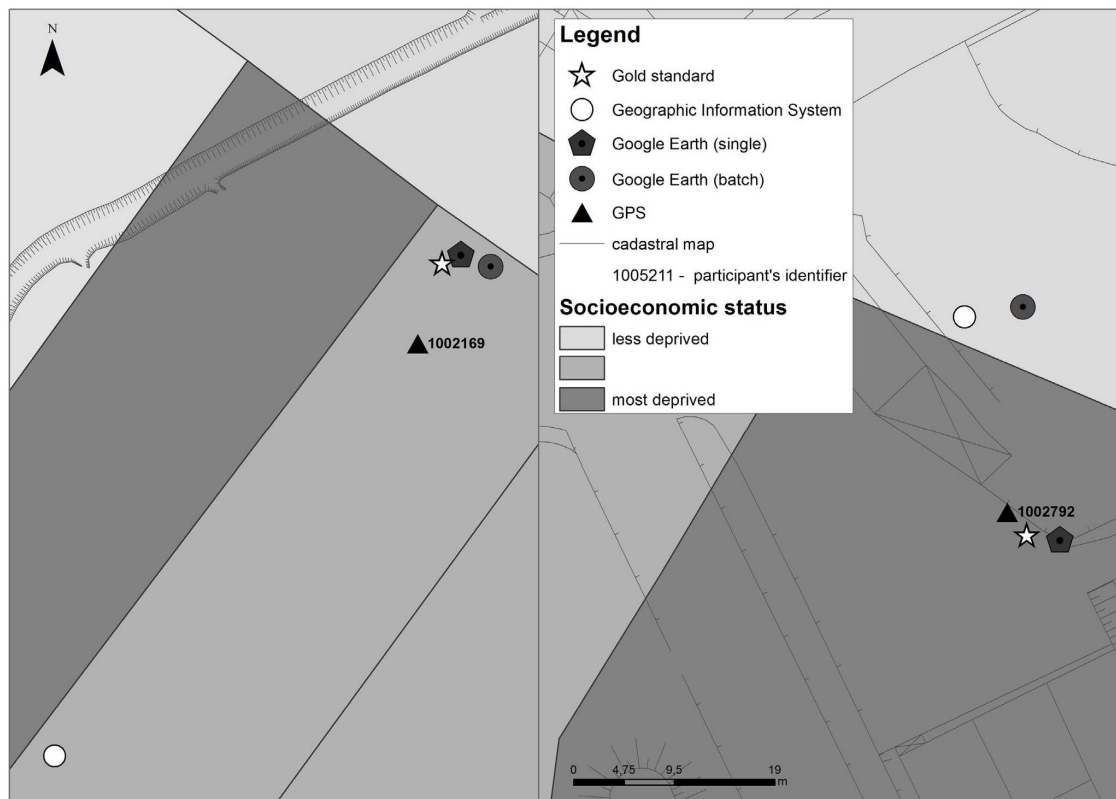 N
1002169
Legend
Gold standard
Geographic Information System
Google Earth (single)
Google Earth (batch)
GPS
cadastral map
1005211 - participant's identifier
Socioeconomic status
less deprived
most deprived
1002792
0 4,75 9,5 19
m